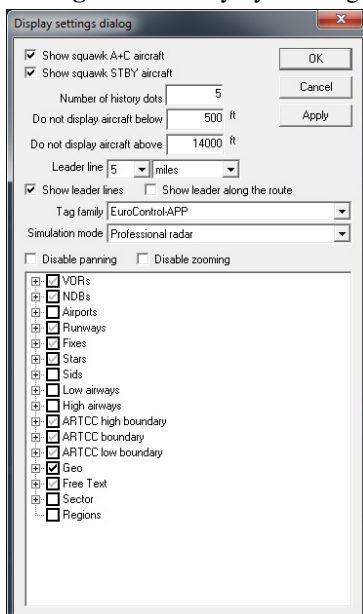 Display settings dialog
Show squawk A+C aircraft
OK
Show squawk STBY aircraft
Number of history dots 5
Cancel
Do not display aircraft below 500 ft
Apply
Do not display aircraft above 14000 ft
Leader line 5 miles
Show leader lines Show leader along the route
Tag family EuroControl-APP
Simulation mode Professional radar
Disable panning Disable zooming
VORs
NDBs
Airports
Runways
Fixes
Stars
Sids
Low airways
High airways
ARTCC high boundary
ARTCC boundary
ARTCC low boundary
Geo
Free Text
Sector
Regions